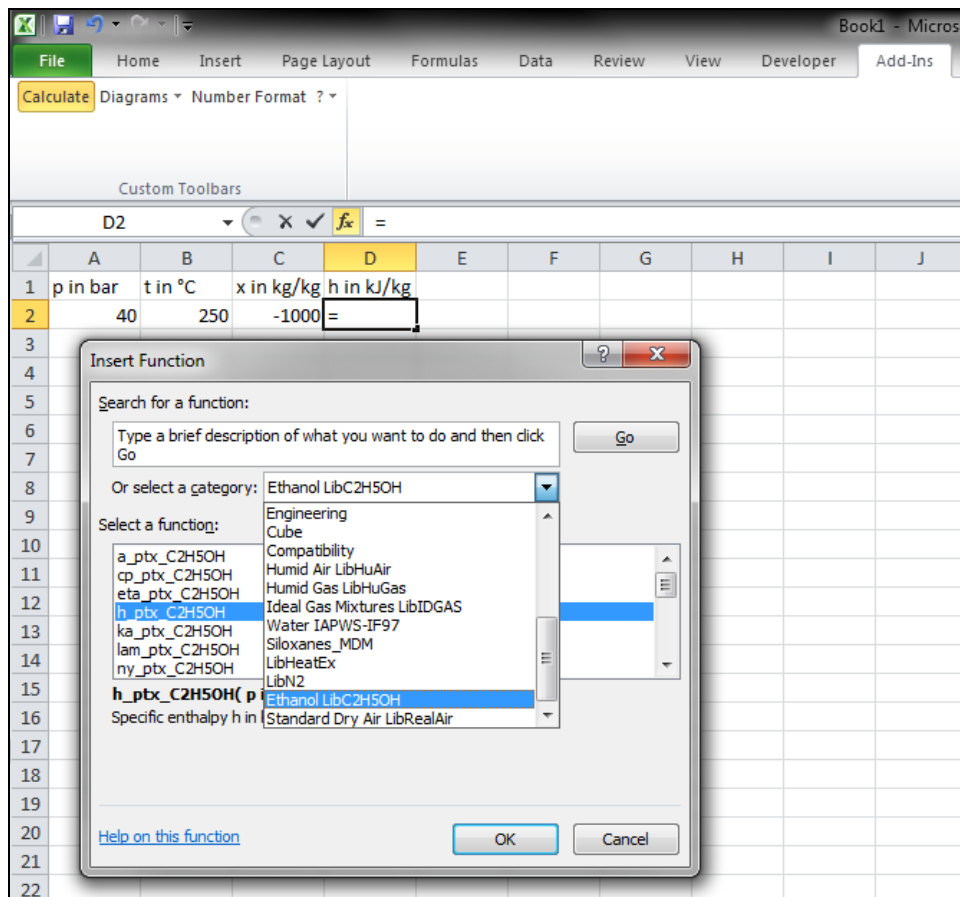 Book1 - Micros
File Home Insert Page Layout Formulas Data Review View Developer Add-Ins
Calculate Diagrams Number Format ?
Custom Toolbars
D2 fx =
A B C D E F G H I J
1 p in bar t in °C x in kg/kg h in kJ/kg
2 40 250 -1000 =
3
Insert Function
4
5 Search for a function:
6 Type a brief description of what you want to do and then click Go
7 Go
8 Or select a category: Ethanol LibC2H5OH
9 Select a function:
Engineering
Cube
Compatibility
Humid Air LibHuAir
Humid Gas LibHuGas
Ideal Gas Mixtures LibIDGAS
Water IAPWS-IF97
Siloxanes_MDM
LibHeatEx
LibN2
Ethanol LibC2H5OH
Standard Dry Air LibRealAir
10 a_ptx_C2H5OH
11 cp_ptx_C2H5OH
eta_ptx_C2H5OH
12 h_ptx_C2H5OH
13 ka_ptx_C2H5OH
14 lam_ptx_C2H5OH
ny_ptx_C2H5OH
15 h_ptx_C2H5OH( p i
16 Specific enthalpy h in
17
18
19
20 Help on this function OK Cancel
21
22